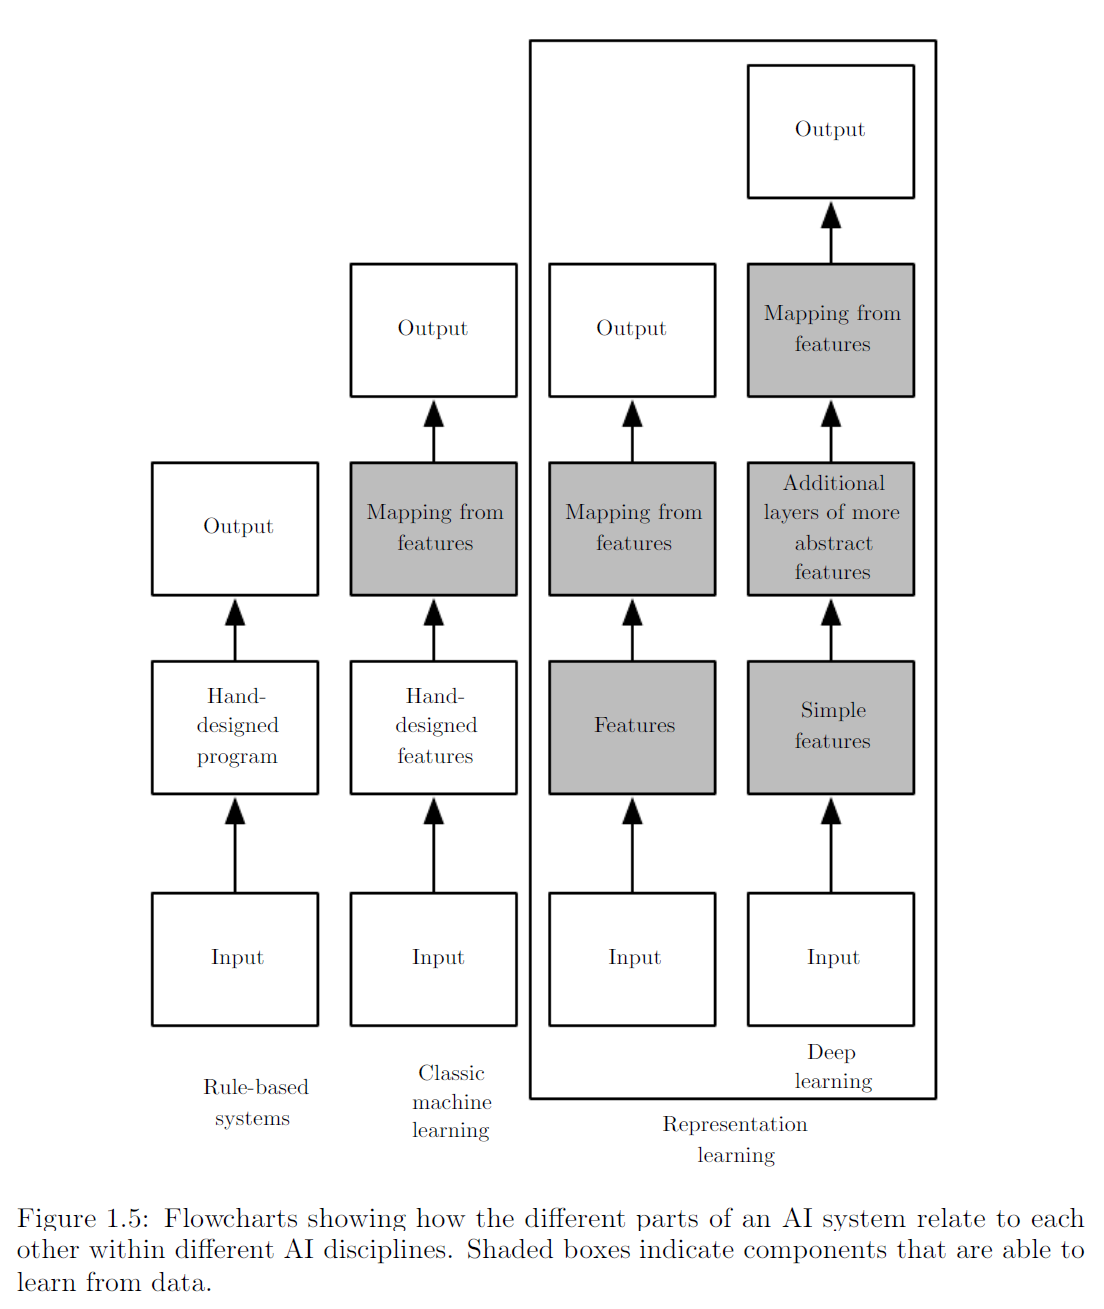 Output
Output
Output
Mapping from
features
Output
Mapping from
features
Mapping from
features
Additional
layers of more
abstract
features
Hand-
designed
program
Hand-
designed
features
Features
Simple
features
Input
Input
Input
Input
Rule-based
systems
Classic
machine
learning
Deep
learning
Representation
learning
Figure 1.5: Flowcharts showing how the different parts of an AI system relate to each
other within different AI disciplines. Shaded boxes indicate components that are able to
learn from data.